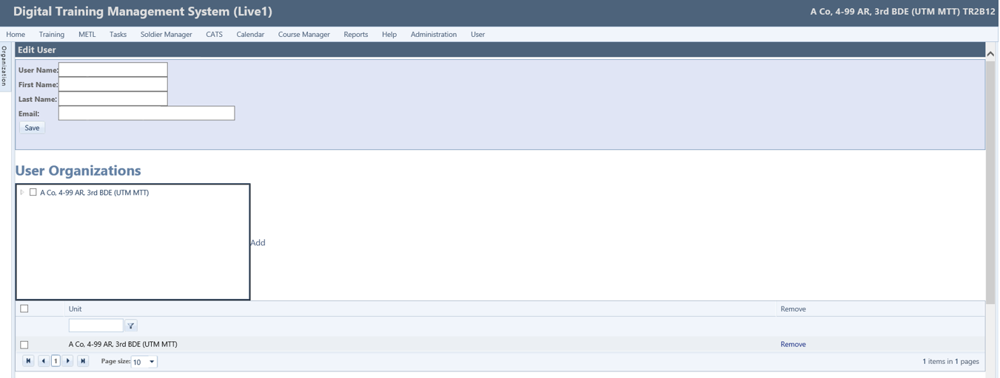 Digital Training Management System (Live1)
A Co, 4-99 AR, 3rd BDE (UTM MTT) TR2B12
Home Training METL Tasks Soldier Manager CATS Calendar Course Manager Reports Help Administration User
Organization
Edit User
User Name:
First Name:
Last Name:
Email:
Save
User Organizations
A Co, 4-99 AR, 3rd BDE (UTM MTT)
Add
Unit Remove
A Co, 4-99 AR, 3rd BDE (UTM MTT) Remove
1 Page size: 10 1 items in 1 pages